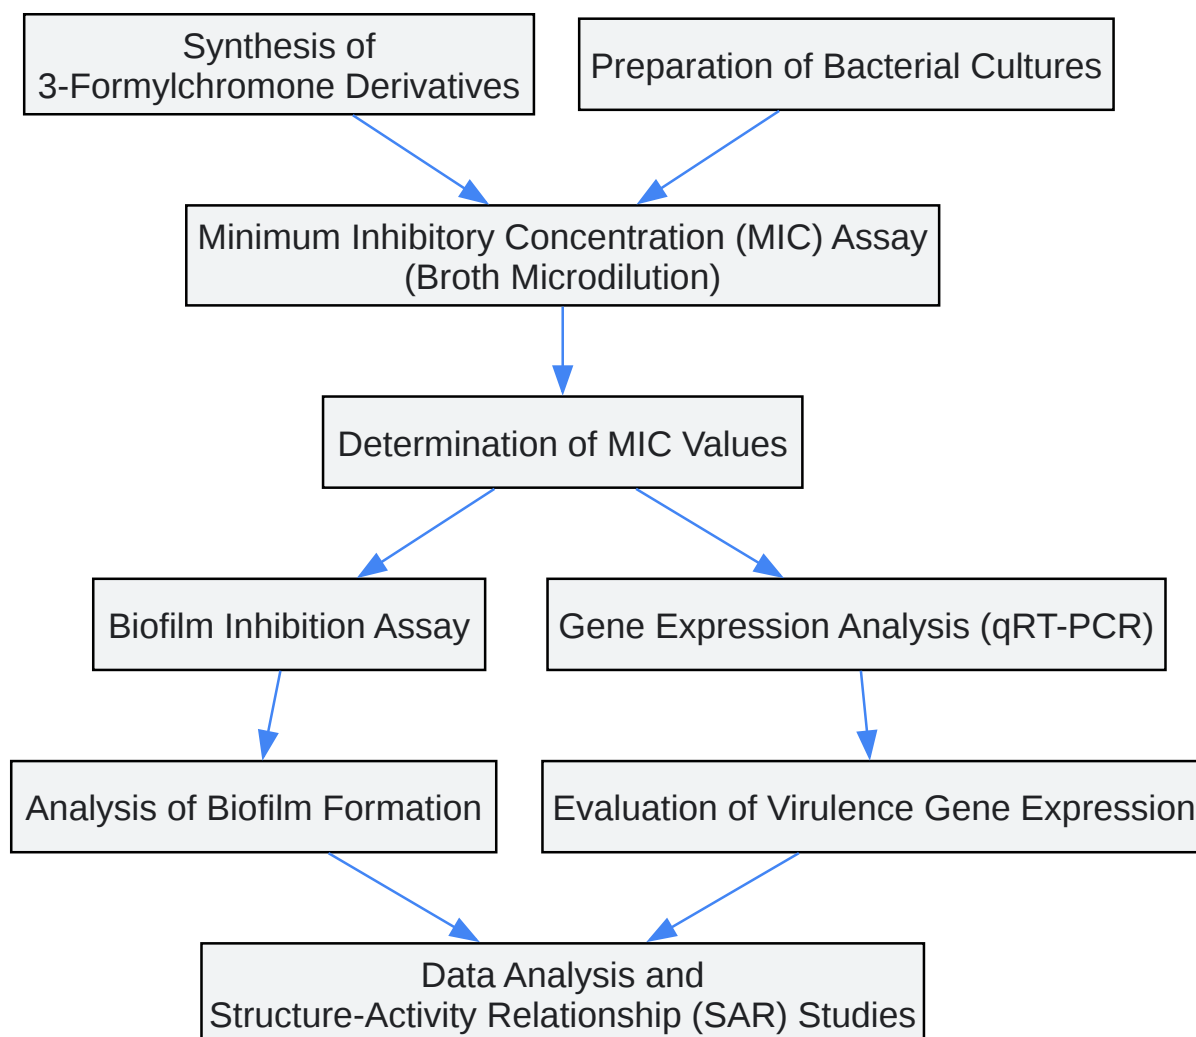 Synthesis of
3-Formylchromone Derivatives
Preparation of Bacterial Cultures
Minimum Inhibitory Concentration (MIC) Assay
(Broth Microdilution)
Determination of MIC Values
Biofilm Inhibition Assay
Gene Expression Analysis (qRT-PCR)
Analysis of Biofilm Formation
Evaluation of Virulence Gene Expression
Data Analysis and
Structure-Activity Relationship (SAR) Studies